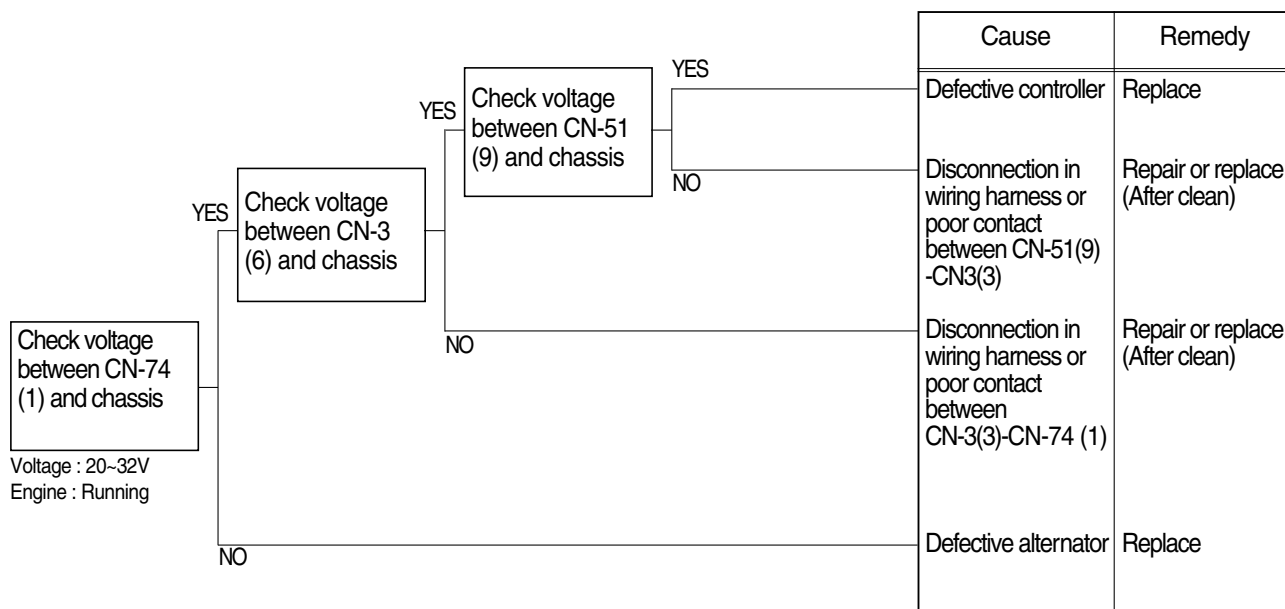 Cause
Remedy
YES
Defective controller
Replace
Check voltage
between CN-51
(9) and chassis
YES
NO
Disconnection in
wiring harness or
poor contact
between CN-51(9)
-CN3(3)
Repair or replace
(After clean)
Check voltage
between CN-3
(6) and chassis
YES
NO
Disconnection in
wiring harness or
poor contact
between
CN-3(3)-CN-74 (1)
Repair or replace
(After clean)
Check voltage
between CN-74
(1) and chassis
Voltage : 20~32V
Engine : Running
NO
Defective alternator
Replace